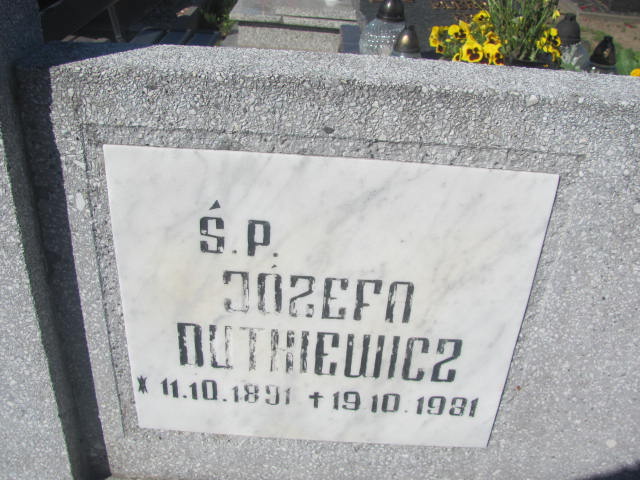 Ś.P.
JÓZEFA
DUTKIEWICZ
* 11.10.1891 + 19.10.1981